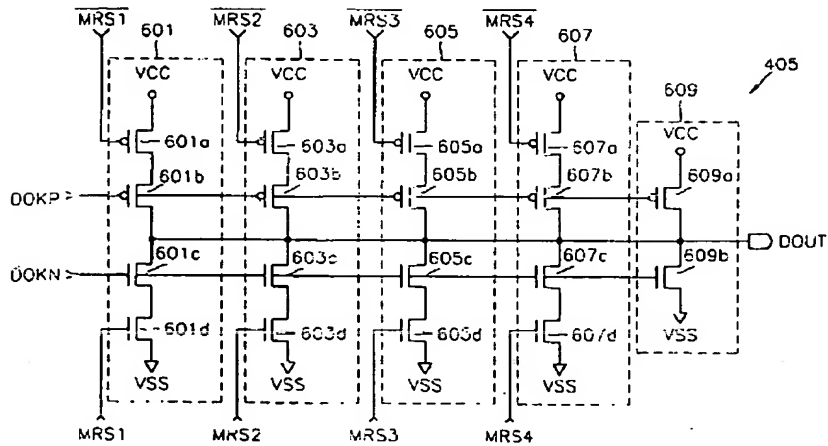 MRS1 MRS2 MRS3 MRS4
601 603 605 607 405
VCC VCC VCC VCC 609
VCC
601a 603a 605a 607a
601b 603b 605b 607b 609a
DOKP
DOUT
601c 603c 605c 607c 609b
DOKN
601d 603d 605d 607d
VSS VSS VSS VSS VSS
MRS1 MRS2 MRS3 MRS4